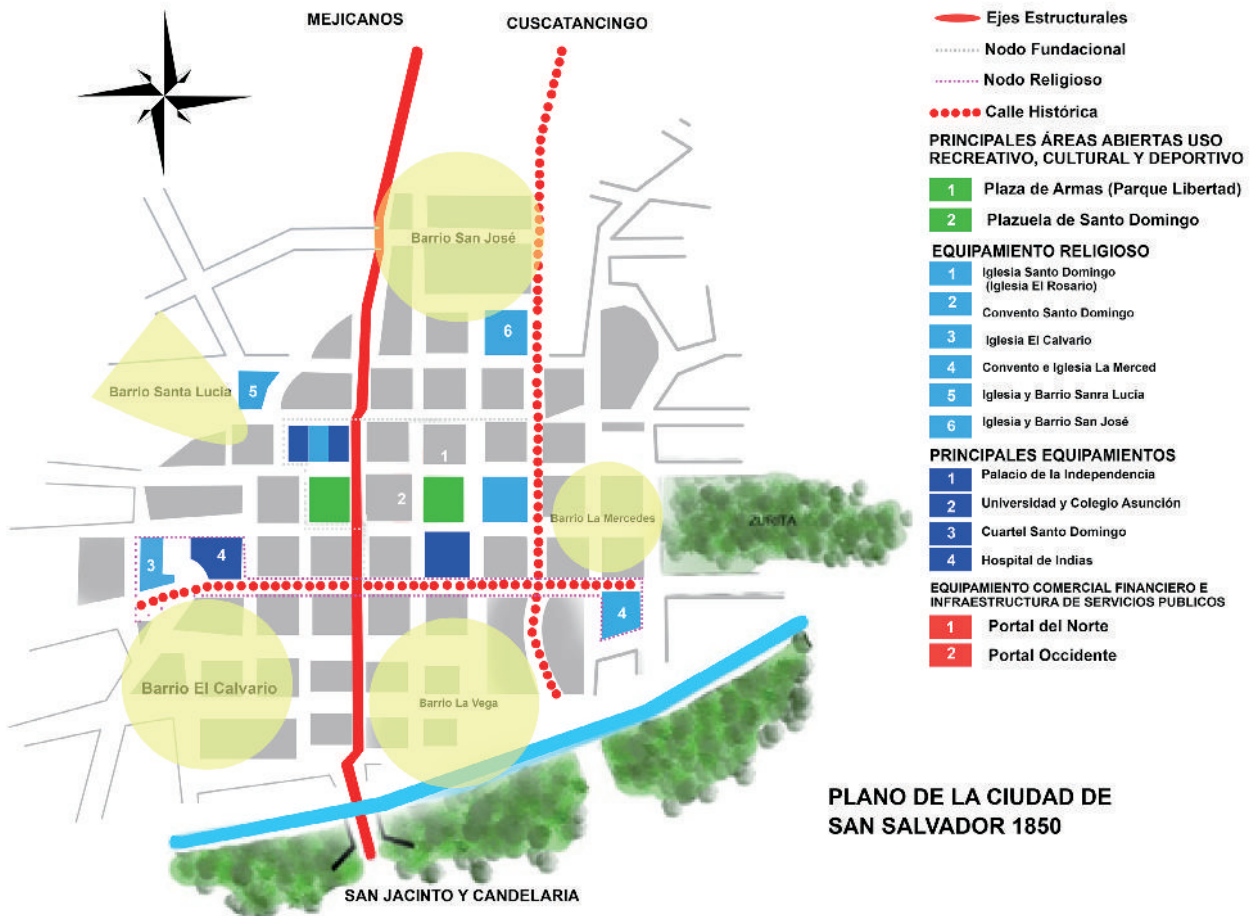 MEJICANOS
CUSCATANCINGO
Barrio San José
6
Barrio Santa Lucía
5
1
2
Barrio La Mercedes
ZURITA
3
4
4
Barrio El Calvario
Barrio La Vega
SAN JACINTO Y CANDELARIA
Ejes Estructurales
Nodo Fundacional
Nodo Religioso
Calle Histórica
PRINCIPALES ÁREAS ABIERTAS USO
RECREATIVO, CULTURAL Y DEPORTIVO
1 Plaza de Armas (Parque Libertad)
2 Plazuela de Santo Domingo
EQUIPAMIENTO RELIGIOSO
1 Iglesia Santo Domingo
(Iglesia El Rosario)
2 Convento Santo Domingo
3 Iglesia El Calvario
4 Convento e Iglesia La Merced
5 Iglesia y Barrio Sanra Lucía
6 Iglesia y Barrio San José
PRINCIPALES EQUIPAMIENTOS
1 Palacio de la Independencia
2 Universidad y Colegio Asunción
3 Cuartel Santo Domingo
4 Hospital de Indias
EQUIPAMIENTO COMERCIAL FINANCIERO E
INFRAESTRUCTURA DE SERVICIOS PUBLICOS
1 Portal del Norte
2 Portal Occidente
PLANO DE LA CIUDAD DE
SAN SALVADOR 1850